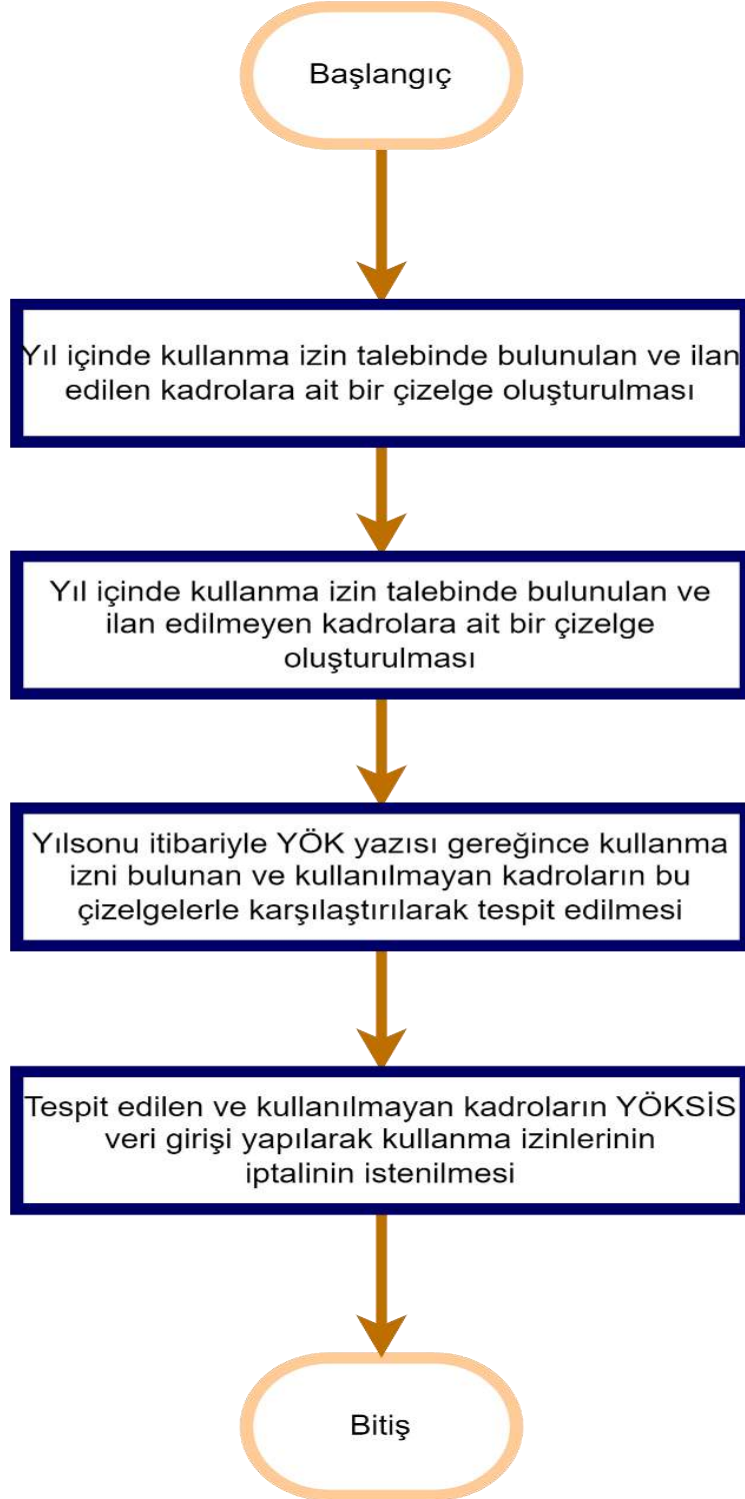 Başlangıç
Yıl içinde kullanma izin talebinde bulunulan ve ilan
edilen kadrolara ait bir çizelge oluşturulması
Yıl içinde kullanma izin talebinde bulunulan ve
ilan edilmeyen kadrolara ait bir çizelge
oluşturulması
Yılsonu itibariyle YÖK yazısı gereğince kullanma
izni bulunan ve kullanılmayan kadroların bu
çizelgelerle karşılaştırılarak tespit edilmesi
Tespit edilen ve kullanılmayan kadroların YÖKSİS
veri girişi yapılarak kullanma izinlerinin
iptalinin istenilmesi
Bitiş